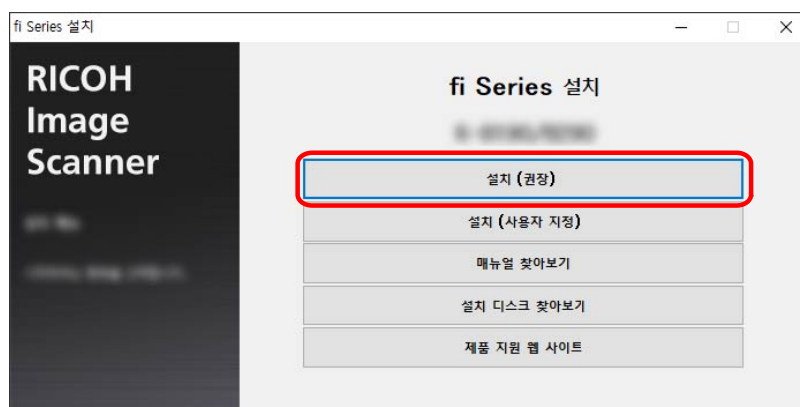 fi Series 설치
RICOH
Image
Scanner
fi Series 설치
설치 (권장)
설치 (사용자 지정)
매뉴얼 찾아보기
설치 디스크 찾아보기
제품 지원 웹 사이트